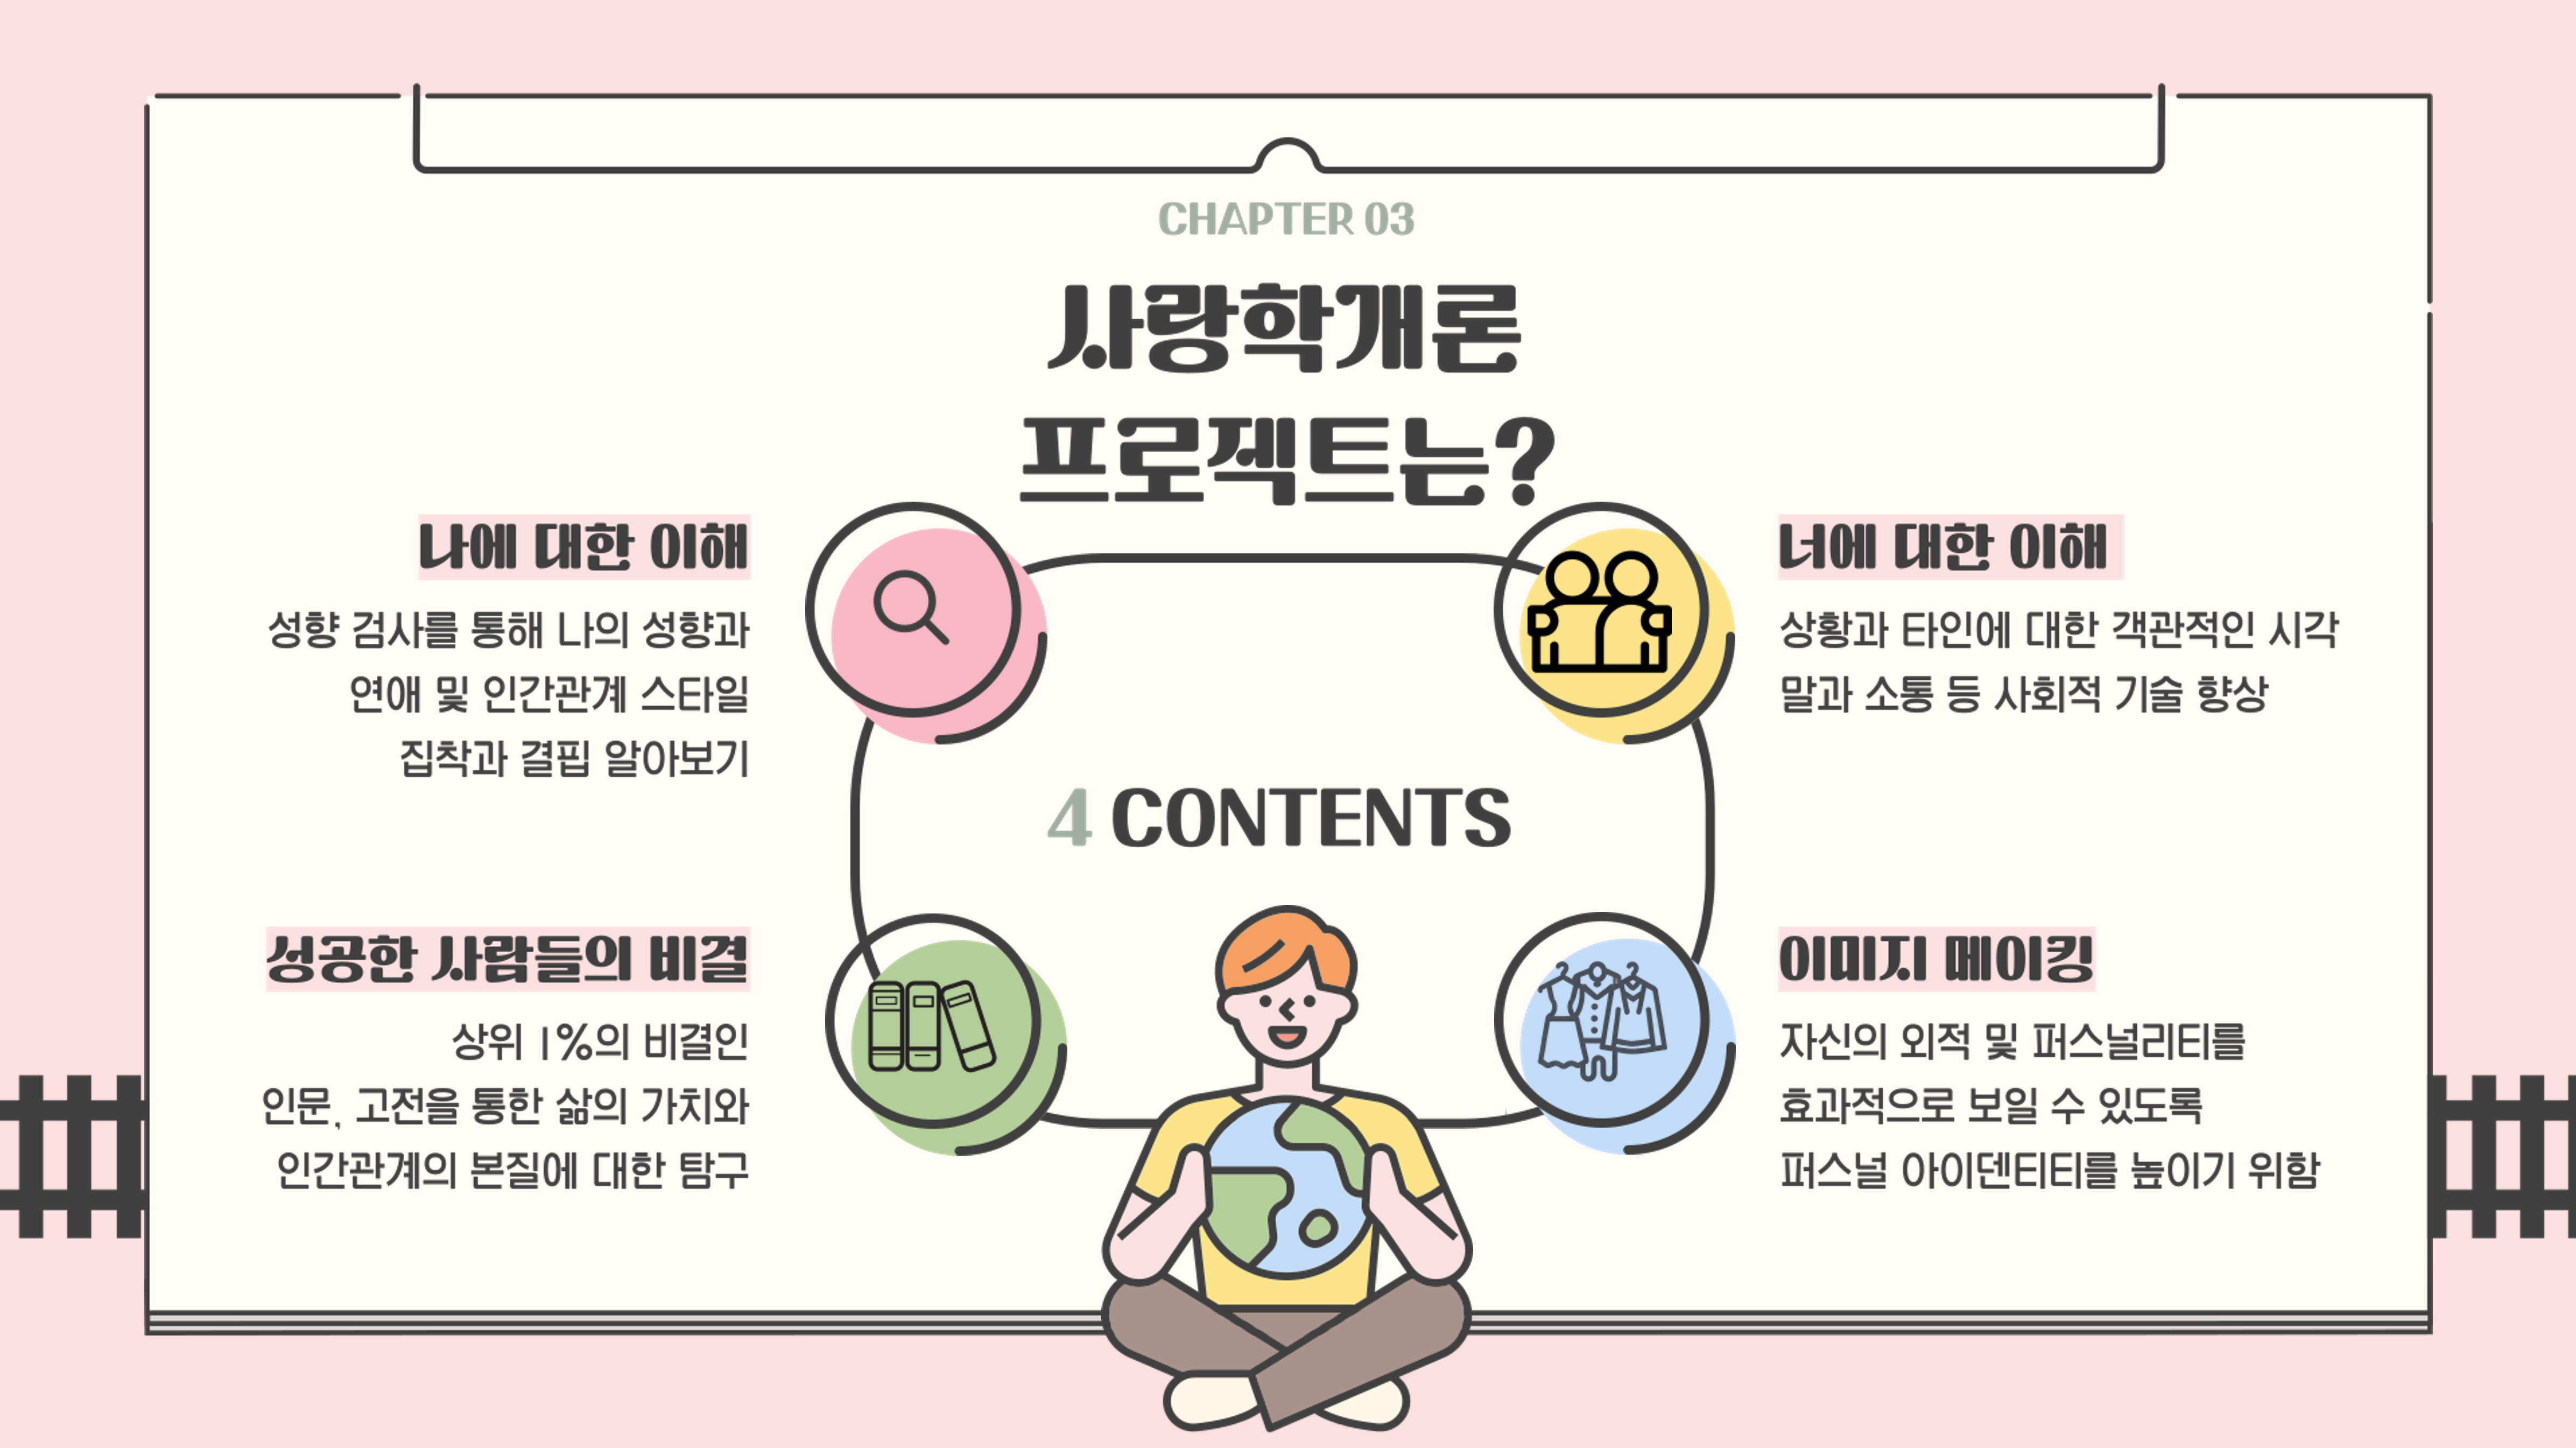 CHAPTER 03
사랑학개론
프로젝트는?
나에 대한 이해
성향 검사를 통해 나의 성향과
연애 및 인간관계 스타일
집착과 결핍 알아보기
너에 대한 이해
상황과 타인에 대한 객관적인 시각
말과 소통 등 사회적 기술 향상
4 CONTENTS
성공한 사람들의 비결
상위 1%의 비결인
인문, 고전을 통한 삶의 가치와
인간관계의 본질에 대한 탐구
이미지 메이킹
자신의 외적 및 퍼스널리티를
효과적으로 보일 수 있도록
퍼스널 아이덴티티를 높이기 위함